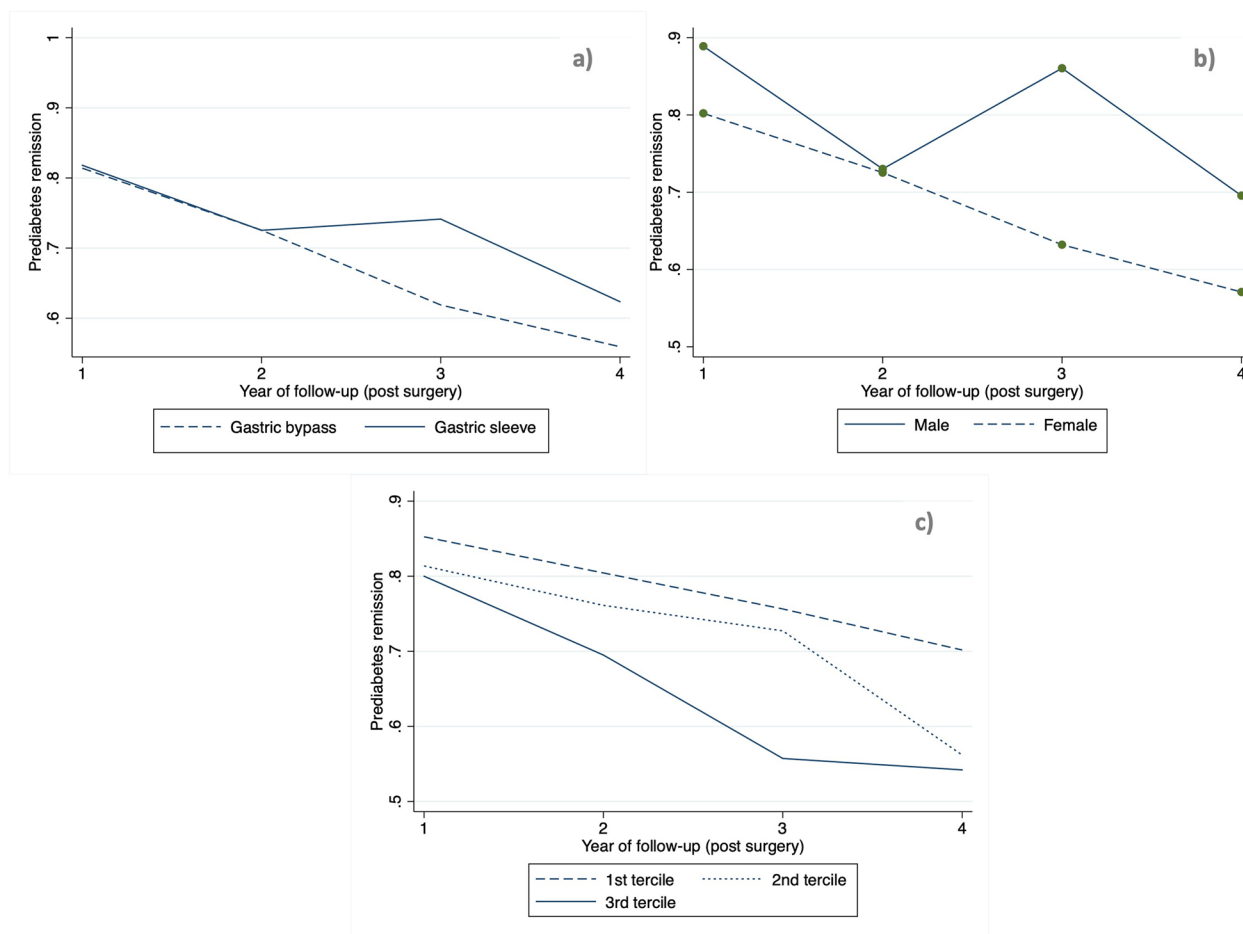 a)
Prediabetes remission
1
.9
.8
.7
.6
1 2 3 4
Year of follow-up (post surgery)
Gastric bypass Gastric sleeve
b)
Prediabetes remission
.9
.8
.7
.6
.5
1 2 3 4
Year of follow-up (post surgery)
Male Female
c)
Prediabetes remission
.9
.8
.7
.6
.5
1 2 3 4
Year of follow-up (post surgery)
1st tercile 2nd tercile
3rd tercile